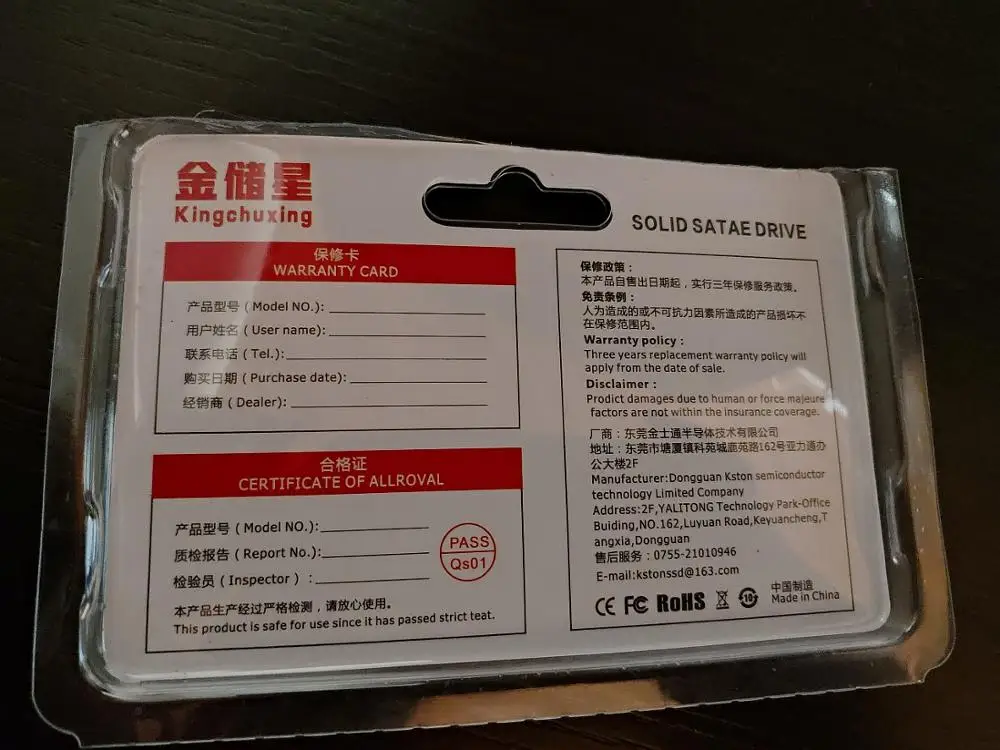 金储星
Kingchuxing
SOLID SATAE DRIVE
保修卡
WARRANTY CARD
产品型号 ( Model NO.):
用户姓名 ( User name):
联系电话 ( Tel.):
购买日期 ( Purchase date):
经销商 ( Dealer):
合格证
CERTIFICATE OF ALLROVAL
产品型号 ( Model NO.):
质检报告 ( Report No.):
检验员 ( Inspector ) :
PASS
Qs01
本产品生产经过严格检测，请放心使用。
This product is safe for use since it has passed strict teat.
保修政策：
本产品自售出日期起，实行三年保修服务政策。
免责条例：
人为造成的或不可抗力因素所造成的产品损坏不
在保修范围内。
Warranty policy :
Three years replacement warranty policy will
apply from the date of sale.
Disclaimer :
Prodict damages due to human or force majeure
factors are not within the insurance coverage.
厂商：东莞金士通半导体技术有限公司
地址：东莞市塘厦镇科苑城鹿苑路162号亚力通办
公大楼2F
Manufacturer:Dongguan Kston semiconductor
technology Limited Company
Address:2F,YALITONG Technology Park-Office
Buiding,NO.162,Luyuan Road,Keyuancheng,T
angxia,Dongguan
售后服务：0755-21010946
E-mail:kstonssd@163.com
CE FC RoHS 10 中国制造
Made in China